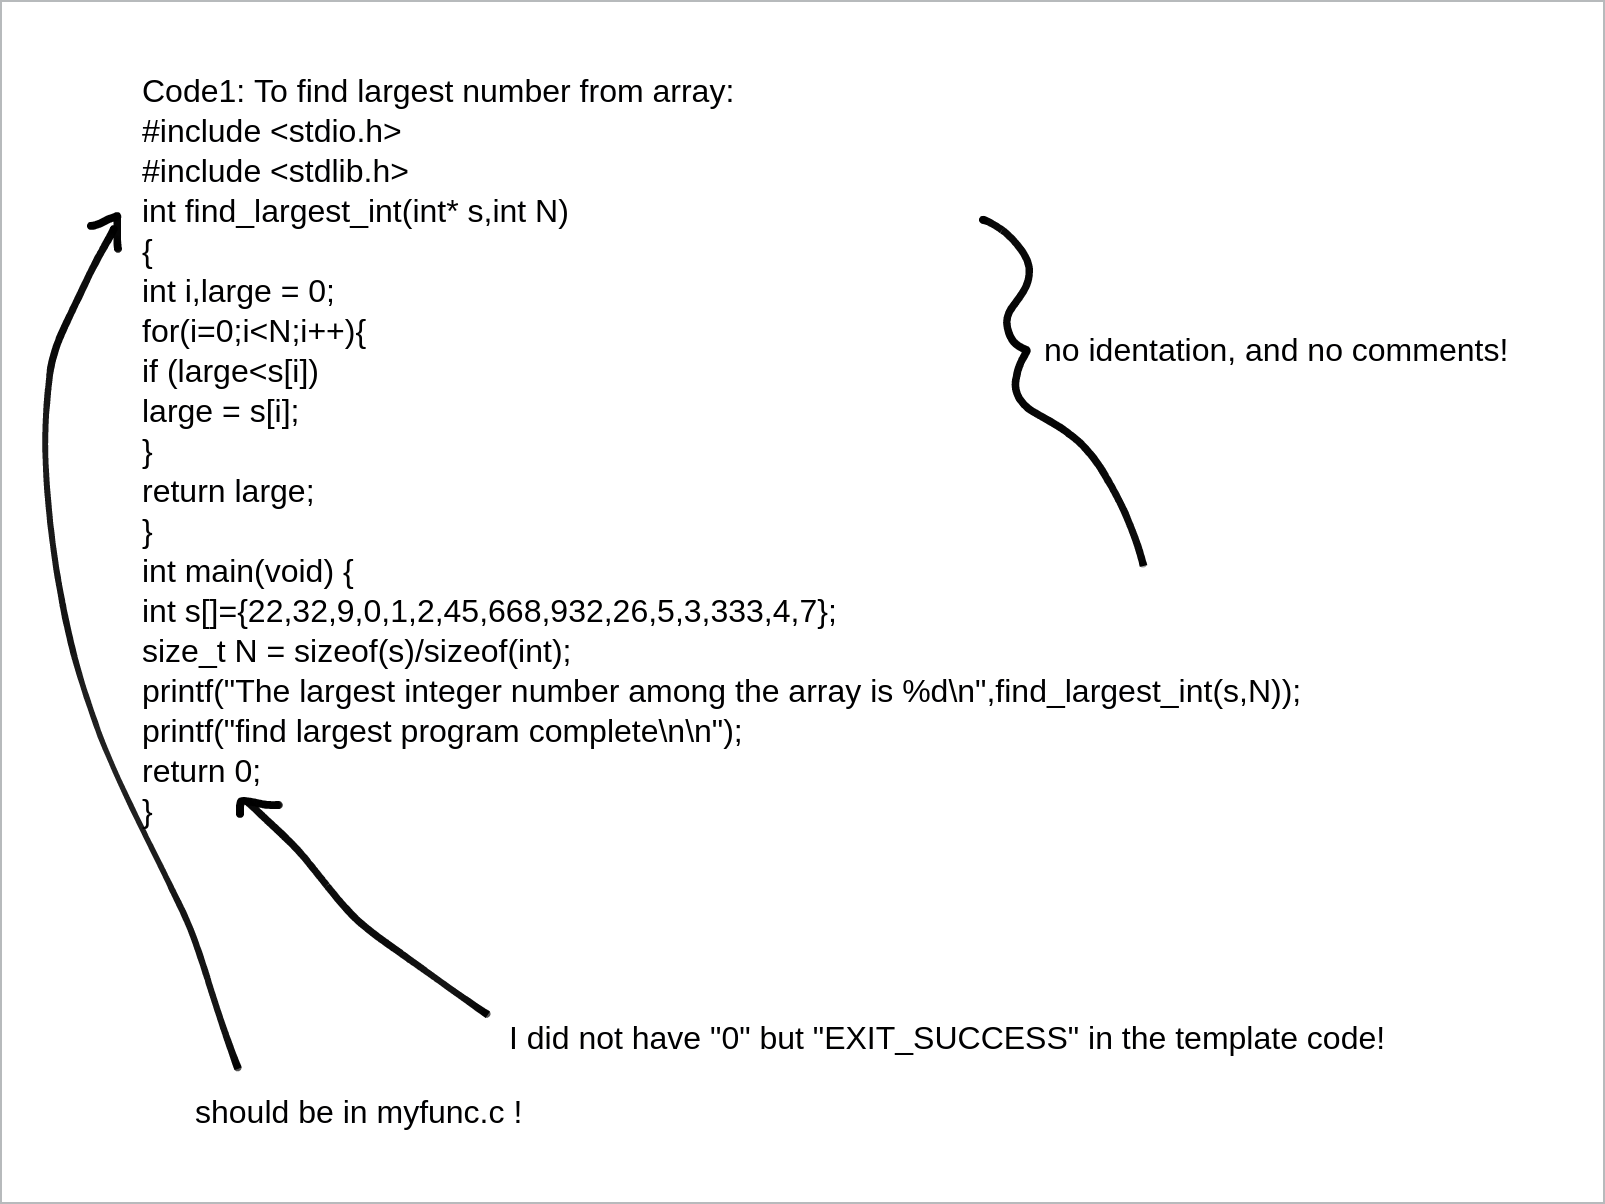 Code1: To find largest number from array:
#include <stdio.h>
#include <stdlib.h>
int find_largest_int(int* s,int N)
{
int i,large = 0;
for(i=0;i<N;i++){
if (large<s[i])
large = s[i];
}
return large;
}
int main(void) {
int s[]={22,32,9,0,1,2,45,668,932,26,5,3,333,4,7};
size_t N = sizeof(s)/sizeof(int);
printf("The largest integer number among the array is %d\n",find_largest_int(s,N));
printf("find largest program complete\n\n");
return 0;
}
no identation, and no comments!
I did not have "0" but "EXIT_SUCCESS" in the template code!
should be in myfunc.c !